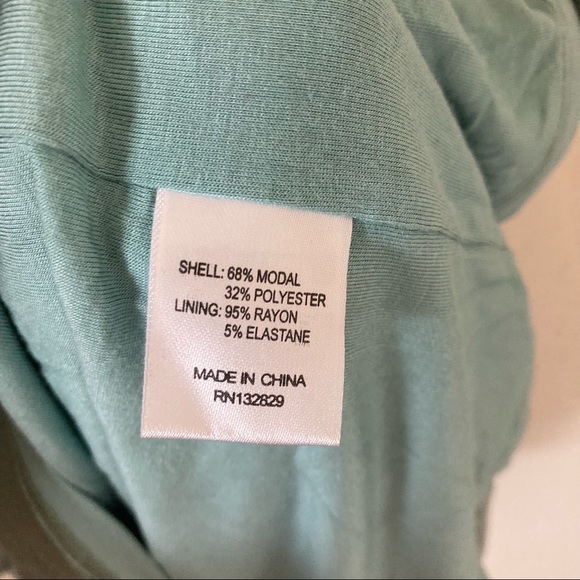 SHELL: 68% MODAL
32% POLYESTER
LINING: 95% RAYON
5% ELASTANE
MADE IN CHINA
RN132829